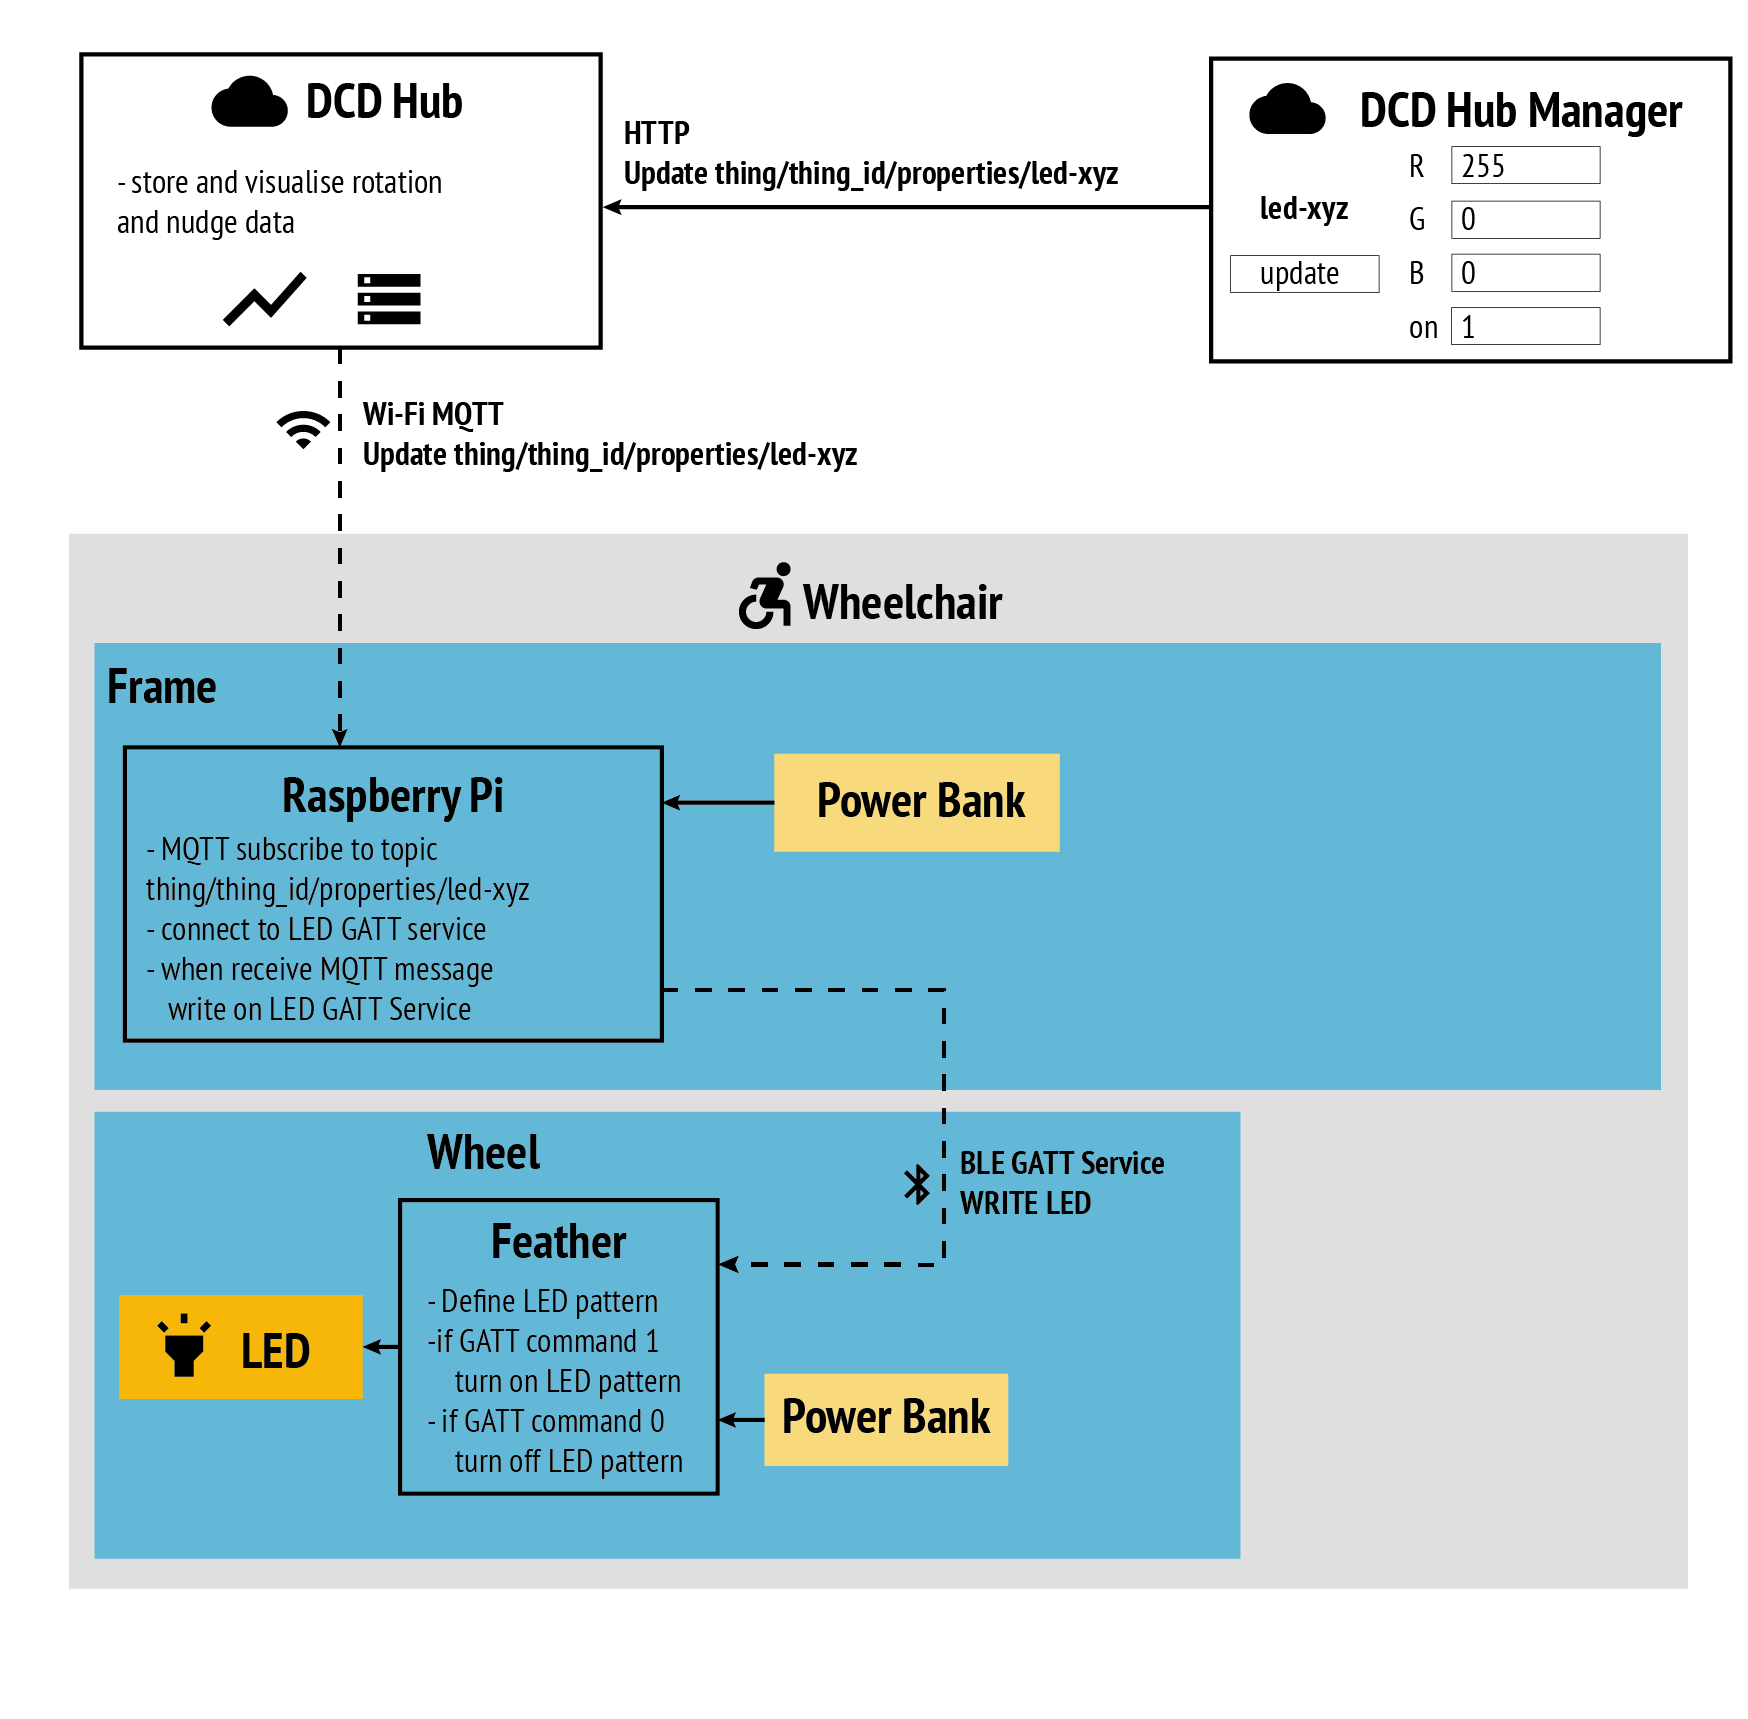 DCD Hub
- store and visualise rotation
and nudge data
HTTP
Update thing/thing_id/properties/led-xyz
DCD Hub Manager
R 255
led-xyz
G 0
update
B 0
on 1
Wi-Fi MQTT
Update thing/thing_id/properties/led-xyz
Wheelchair
Frame
Raspberry Pi
- MQTT subscribe to topic
thing/thing_id/properties/led-xyz
- connect to LED GATT service
- when receive MQTT message
write on LED GATT Service
Power Bank
Wheel
BLE GATT Service
WRITE LED
Feather
- Define LED pattern
-if GATT command 1
turn on LED pattern
- if GATT command 0
turn off LED pattern
LED
Power Bank